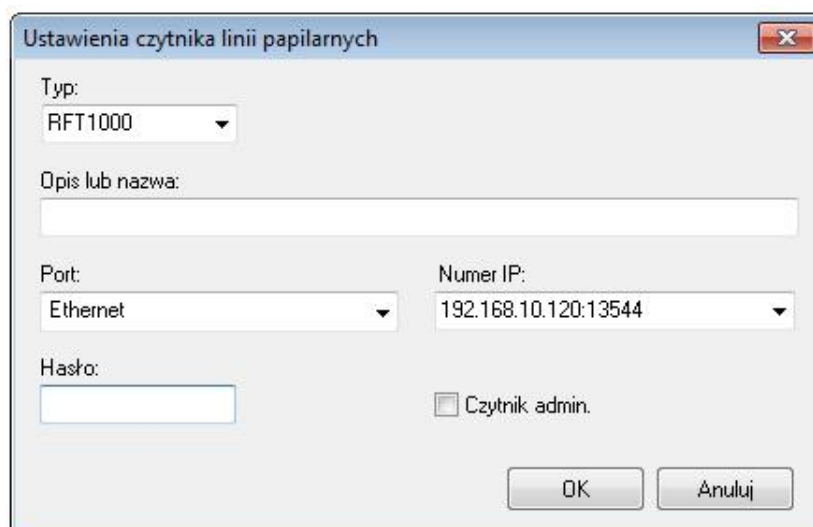 Ustawienia czytnika linii papilarnych
Typ:
RFT1000
Opis lub nazwa:
Port:
Numer IP:
Ethernet
192.168.10.120:13544
Hasło:
Czytnik admin.
OK
Anuluj